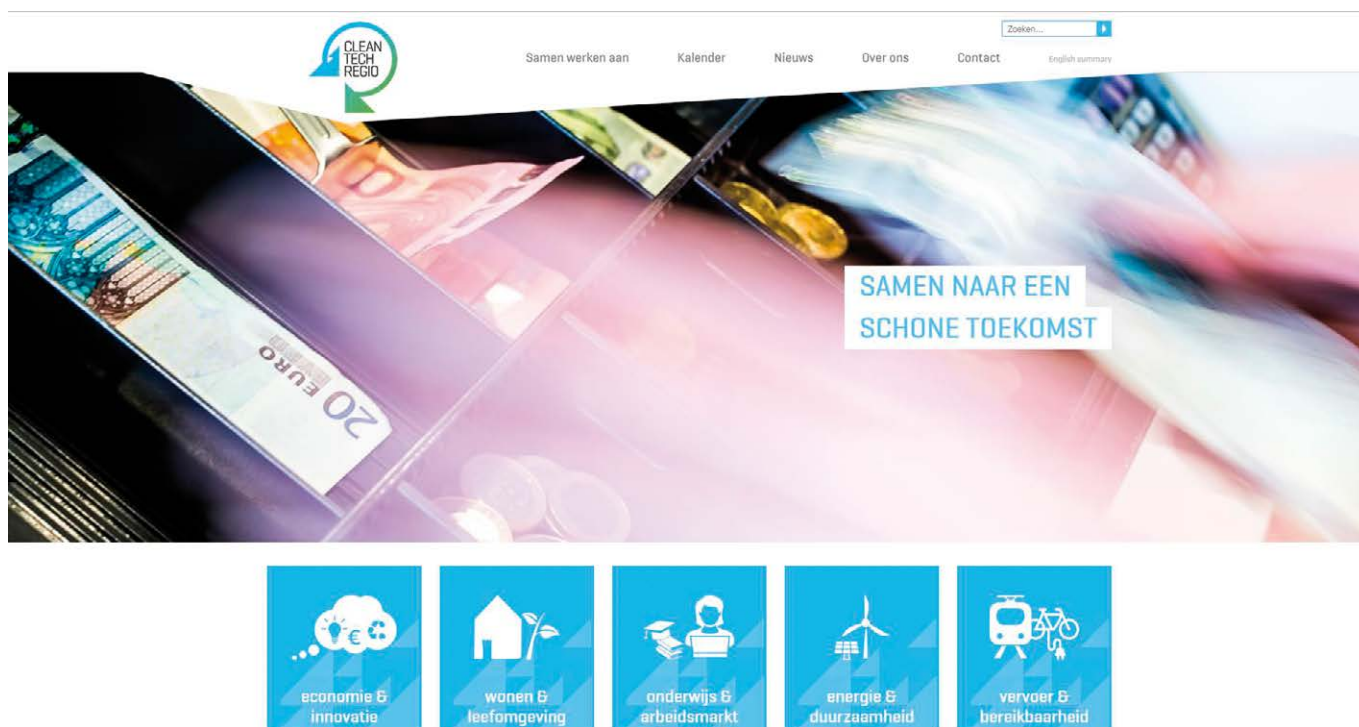 Zoeken...
CLEAN
TECH
REGIO
Samen werken aan
Kalender
Nieuws
Over ons
Contact
English summary
20 EURO
SAMEN NAAR EEN
SCHONE TOEKOMST
economie &
innovatie
wonen &
leefomgeving
onderwijs &
arbeidsmarkt
energie &
duurzaamheid
vervoer &
bereikbaarheid